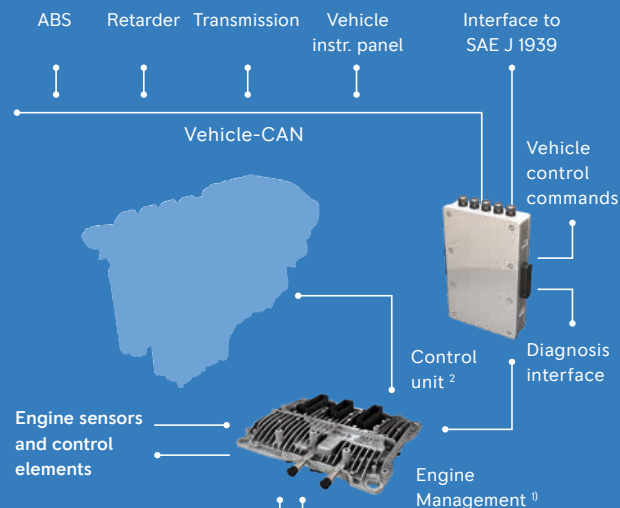 ABS
Retarder
Transmission
Vehicle
instr. panel
Interface to
SAE J 1939
Vehicle-CAN
Vehicle
control
commands
Control
unit 2
Diagnosis
interface
Engine sensors
and control
elements
Engine
Management 1)